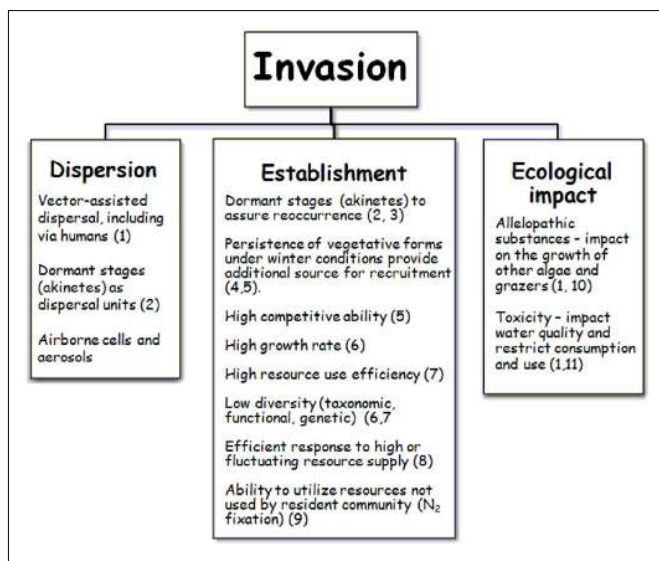 Invasion
Dispersion
Vector-assisted
dispersal, including
via humans (1)
Dormant stages
(akinetes) as
dispersal units (2)
Airborne cells and
aerosols
Establishment
Dormant stages (akinetes) to
assure reoccurrence (2, 3)
Persistence of vegetative forms
under winter conditions provide
additional source for recruitment
(4,5).
High competitive ability (5)
High growth rate (6)
High resource use efficiency (7)
Low diversity (taxonomic,
functional, genetic) (6,7
Efficient response to high or
fluctuating resource supply (8)
Ability to utilize resources not
used by resident community (N₂
fixation) (9)
Ecological
impact
Allelopathic
substances – impact
on the growth of
other algae and
grazers (1, 10)
Toxicity – impact
water quality and
restrict consumption
and use (1,11)